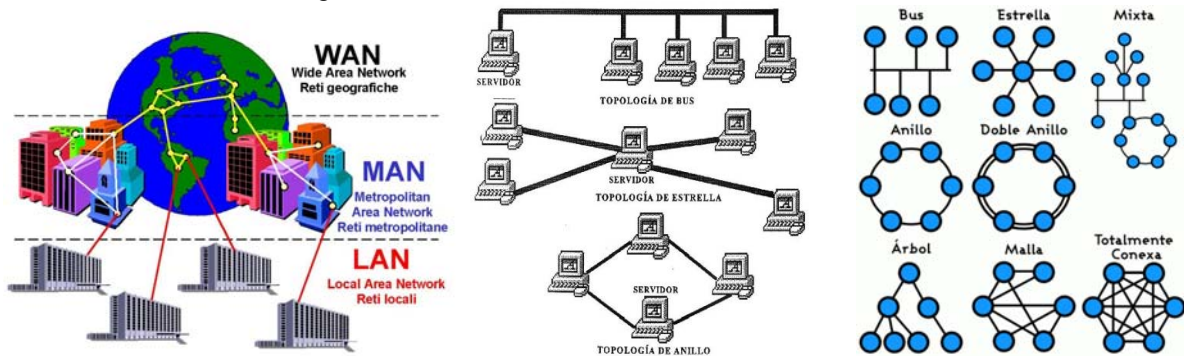 WAN
Wide Area Network
Reti geografiche
MAN
Metropolitan
Area Network
Reti metropolitane
LAN
Local Area Network
Reti locali
SERVIDOR
TOPOLOGÍA DE BUS
SERVIDOR
TOPOLOGÍA DE ESTRELLA
SERVIDOR
TOPOLOGÍA DE ANILLO
Bus
Estrella
Mixta
Anillo
Doble Anillo
Árbol
Malla
Totalmente
Conexa